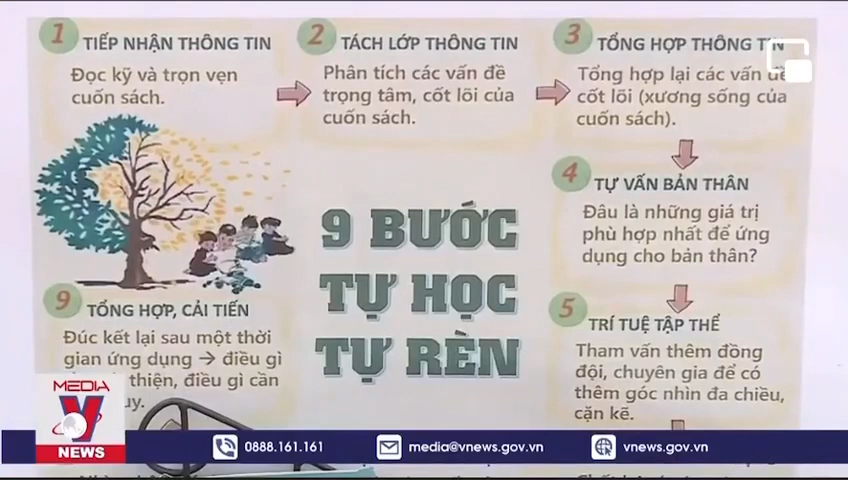 1 TIẾP NHẬN THÔNG TIN
Đọc kỹ và trọn vẹn
cuốn sách.
2 TÁCH LỚP THÔNG TIN
Phân tích các vấn đề
trọng tâm, cốt lõi của
cuốn sách.
3 TỔNG HỢP THÔNG TIN
Tổng hợp lại các vấn đề
cốt lõi (xương sống của
cuốn sách).
4 TỰ VẤN BẢN THÂN
Đâu là những giá trị
phù hợp nhất để ứng
dụng cho bản thân?
5 TRÍ TUỆ TẬP THỂ
Tham vấn thêm đồng
đội, chuyên gia để có
thêm góc nhìn đa chiều,
cặn kẽ.
9 BƯỚC
TỰ HỌC
TỰ RÈN
9 TỔNG HỢP, CẢI TIẾN
Đúc kết lại sau một thời
gian ứng dụng → điều gì
thiện, điều gì cần
MEDIA
V
NEWS
0888.161.161
media@vnews.gov.vn
vnews.gov.vn